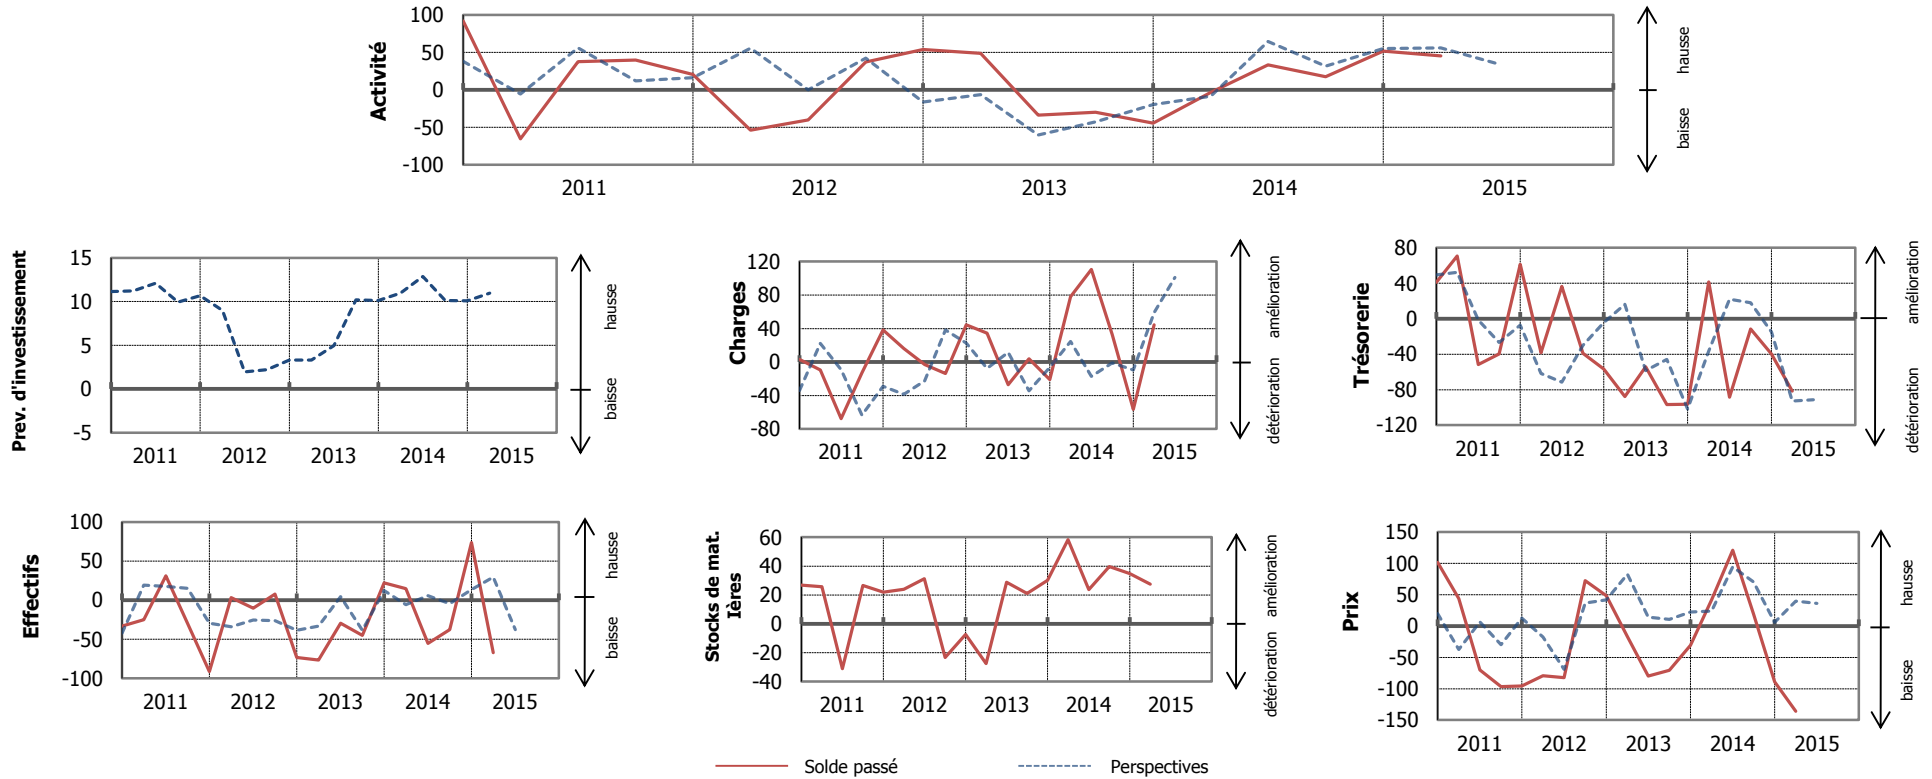 Activité
100
50
0
-50
-100
2011 2012 2013 2014 2015
hausse
baisse
Prev. d'investissement
15
10
5
0
-5
2011 2012 2013 2014 2015
hausse
baisse
Charges
120
80
40
0
-40
-80
2011 2012 2013 2014 2015
amélioration
détérioration
Trésorerie
80
40
0
-40
-80
-120
2011 2012 2013 2014 2015
amélioration
détérioration
Effectifs
100
50
0
-50
-100
2011 2012 2013 2014 2015
hausse
baisse
Stocks de mat.
1ères
60
40
20
0
-20
-40
2011 2012 2013 2014 2015
amélioration
détérioration
Prix
150
100
50
0
-50
-100
-150
2011 2012 2013 2014 2015
hausse
baisse
Solde passé
Perspectives